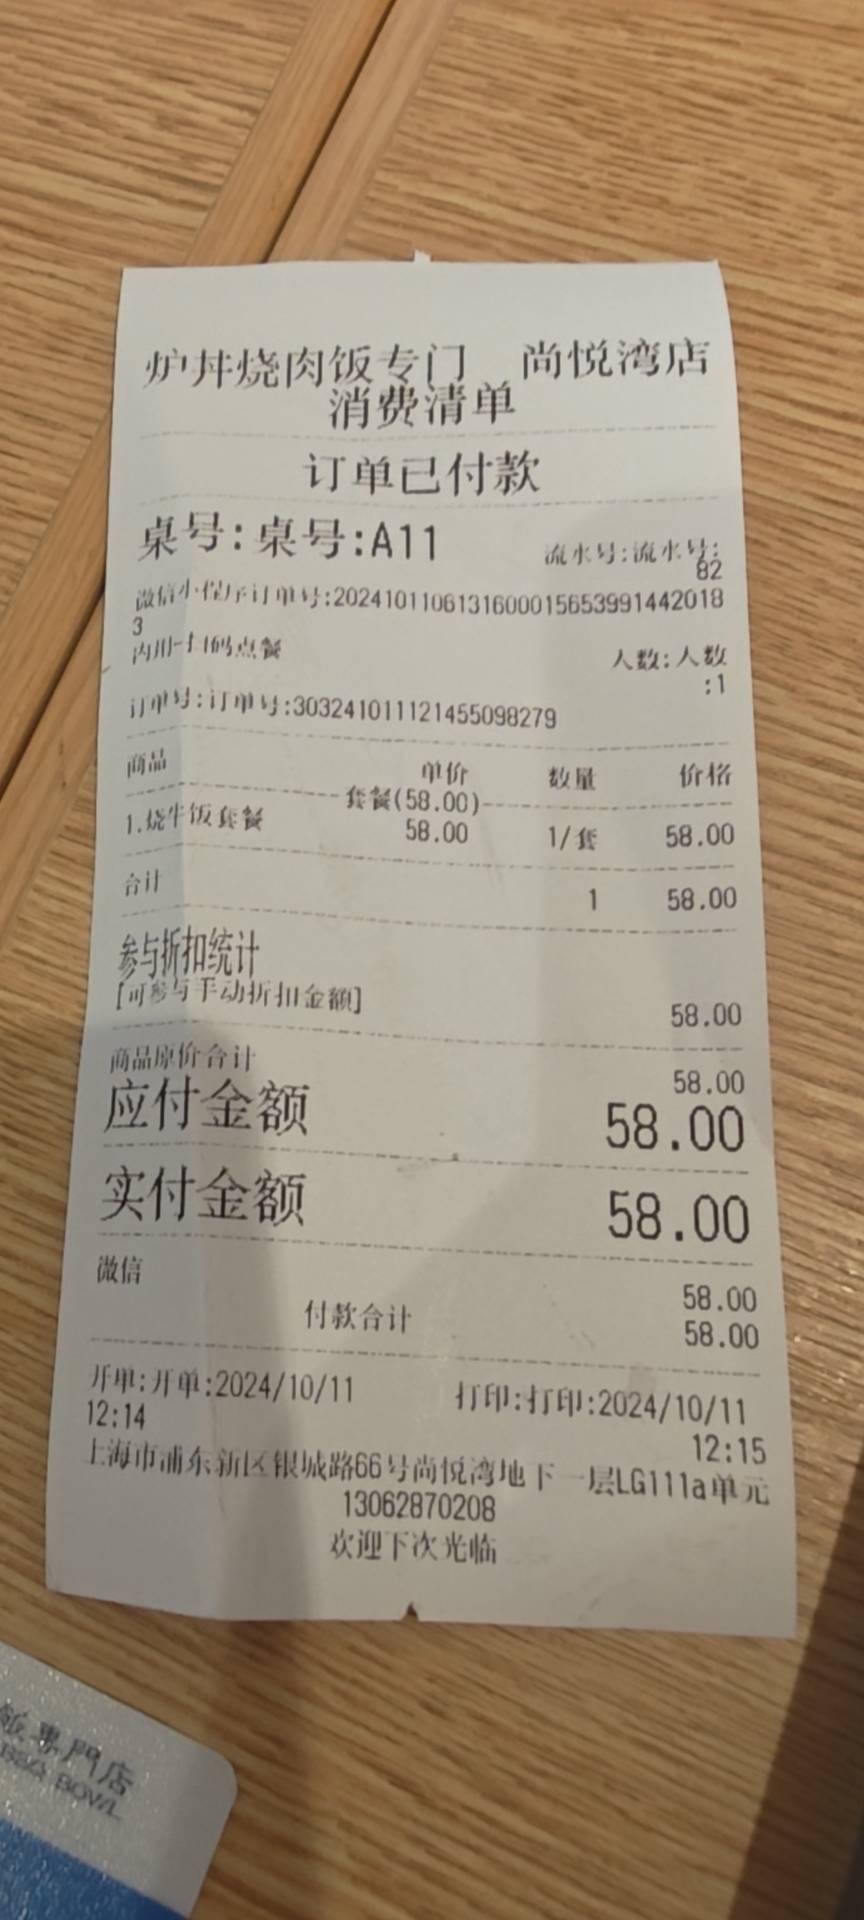 炉丼烧肉饭专门 尚悦湾店
消费清单
订单已付款
桌号:桌号:A11 流水号:流水号:
82
微信小程序订单号:2024101106131600015653991442018
3
内用-扫码点餐 人数:人数
:1
订单号:订单号:303241011121455098279
商品 单价 数量 价格
套餐(58.00)
1.烧牛饭套餐 58.00 1/套 58.00
合计 1 58.00
参与折扣统计
[可参与手动折扣金额] 58.00
商品原价合计 58.00
应付金额 58.00
实付金额 58.00
微信 58.00
付款合计 58.00
开单:开单:2024/10/11 打印:打印:2024/10/11
12:14 12:15
上海市浦东新区银城路66号尚悦湾地下一层LG111a单元
13062870208
欢迎下次光临
飯專門店
BBQ BOWL